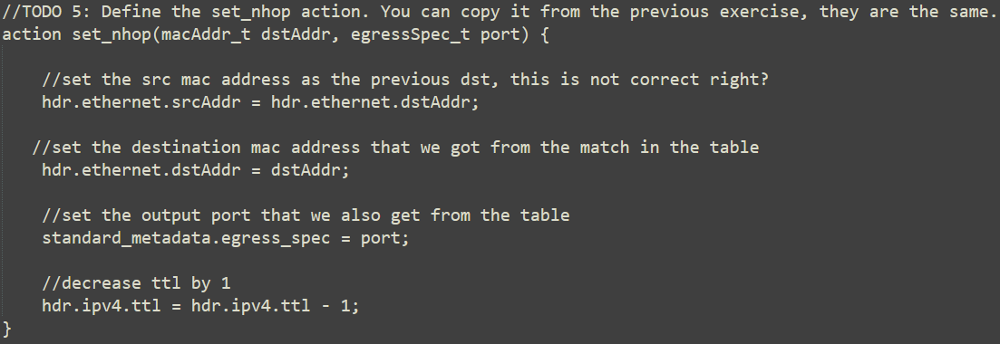 //TODO 5: Define the set_nhop action. You can copy it from the previous exercise, they are the same.
action set_nhop(macAddr_t dstAddr, egressSpec_t port) {
//set the src mac address as the previous dst, this is not correct right?
hdr.ethernet.srcAddr = hdr.ethernet.dstAddr;
//set the destination mac address that we got from the match in the table
hdr.ethernet.dstAddr = dstAddr;
//set the output port that we also get from the table
standard_metadata.egress_spec = port;
//decrease ttl by 1
hdr.ipv4.ttl = hdr.ipv4.ttl - 1;
}